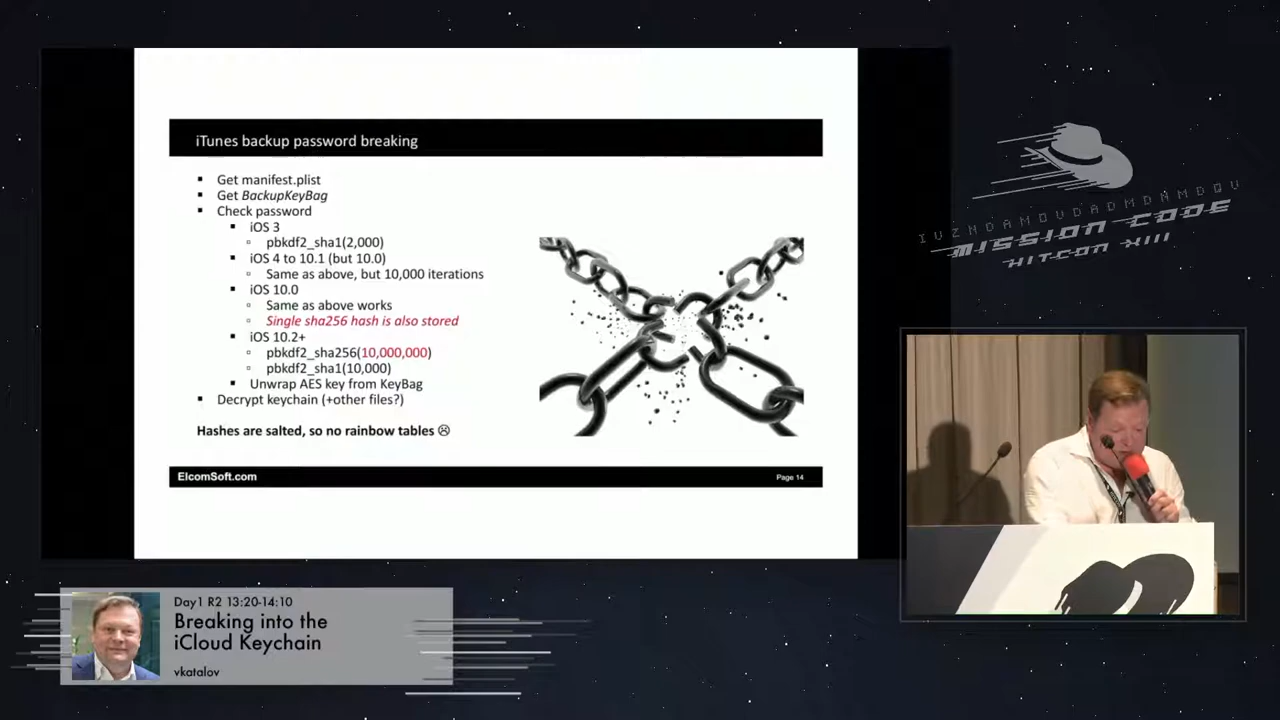 iTunes backup password breaking
▪ Get manifest.plist
▪ Get BackupKeyBag
▪ Check password
▪ iOS 3
▫ pbkdf2_sha1(2,000)
▪ iOS 4 to 10.1 (but 10.0)
▫ Same as above, but 10,000 iterations
▪ iOS 10.0
▫ Same as above works
▫ Single sha256 hash is also stored
▪ iOS 10.2+
▫ pbkdf2_sha256(10,000,000)
▫ pbkdf2_sha1(10,000)
▪ Unwrap AES key from KeyBag
▪ Decrypt keychain (+other files?)
Hashes are salted, so no rainbow tables ☹
ElcomSoft.com
Page 14
MISSION CODE
HITCON XIII
Day1 R2 13:20-14:10
Breaking into the
iCloud Keychain
vkatalov